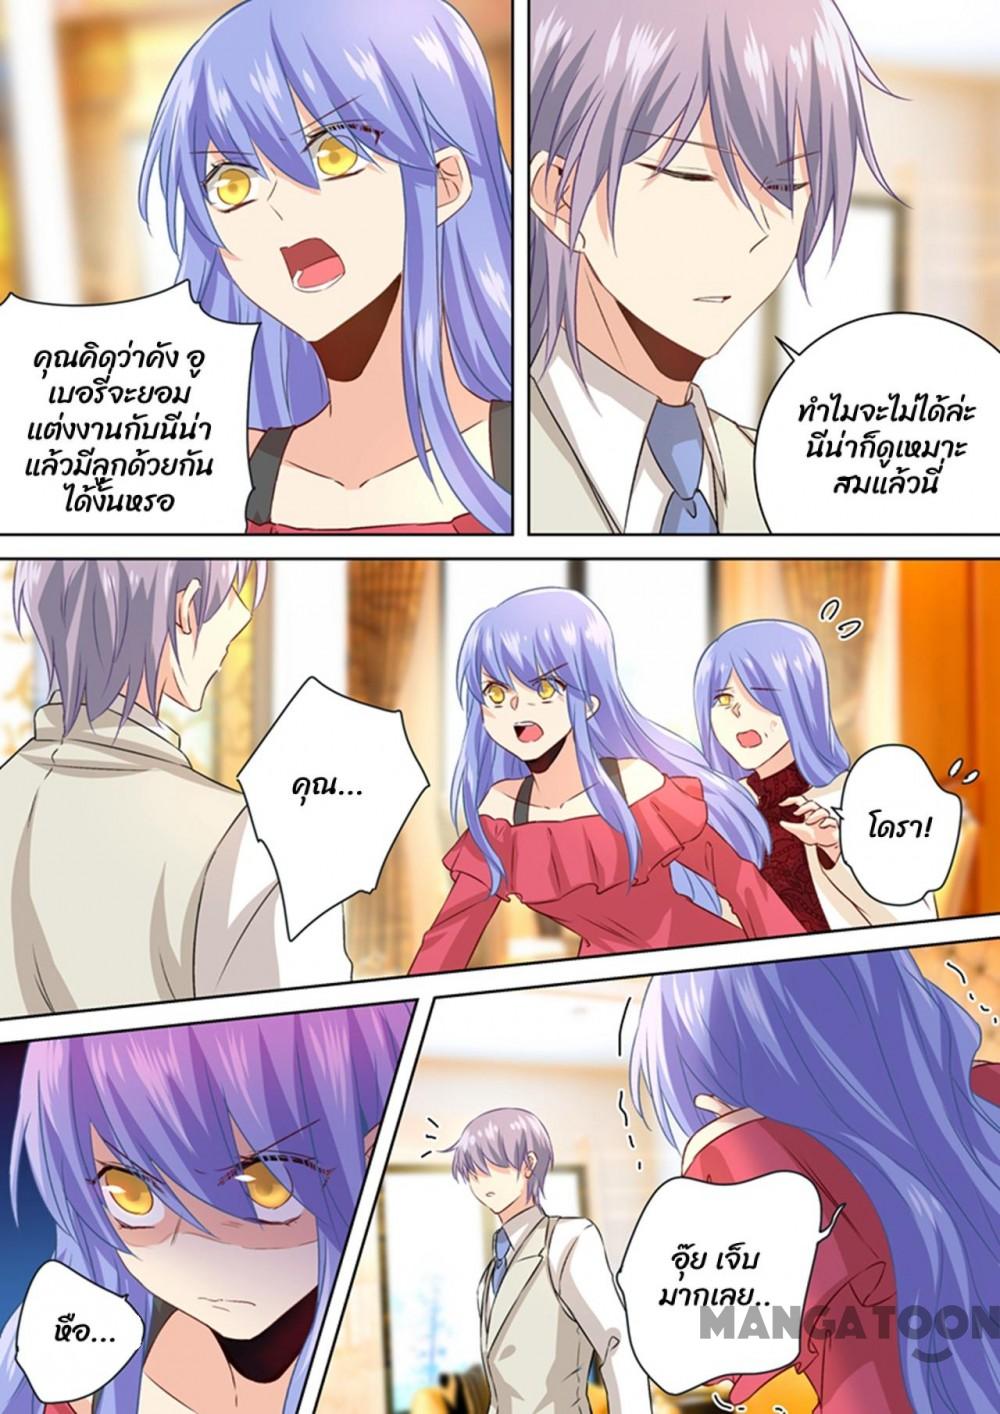 คุณคิดว่าคัง อู
เบอรี่จะยอม
แต่งงานกับนีน่า
แล้วมีลูกด้วยกัน
ได้งั้นหรอ
ทำไมจะไม่ได้ล่ะ
นีน่าก็ดูเหมาะ
สมแล้วนี่
คุณ...
โดรา!
หือ...
อุ๊ย เจ็บ
มากเลย..
MANGATOON